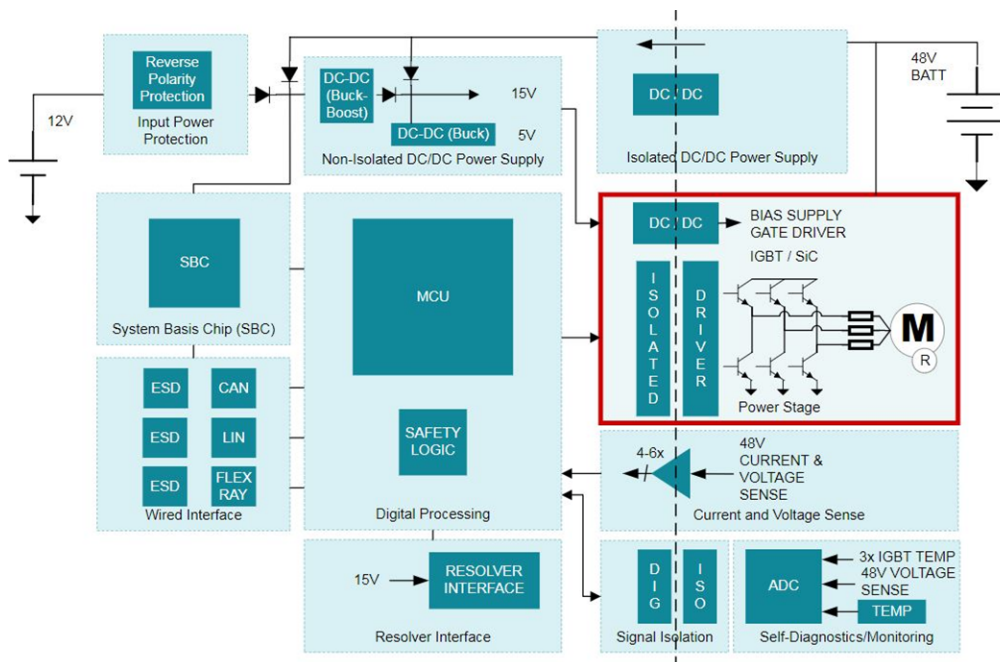 Reverse
Polarity
Protection
Input Power
Protection
12V
DC-DC
(Buck-
Boost)
15V
DC-DC (Buck)
5V
Non-Isolated DC/DC Power Supply
DC / DC
Isolated DC/DC Power Supply
48V
BATT
SBC
System Basis Chip (SBC)
MCU
SAFETY
LOGIC
Digital Processing
DC / DC
BIAS SUPPLY
GATE DRIVER
IGBT / SiC
ISOLATED
DRIVER
M
R
Power Stage
ESD
CAN
ESD
LIN
ESD
FLEX
RAY
Wired Interface
4-6x
48V
CURRENT &
VOLTAGE
SENSE
Current and Voltage Sense
15V
RESOLVER
INTERFACE
Resolver Interface
DIG
ISO
Signal Isolation
ADC
3x IGBT TEMP
48V VOLTAGE
SENSE
TEMP
Self-Diagnostics/Monitoring